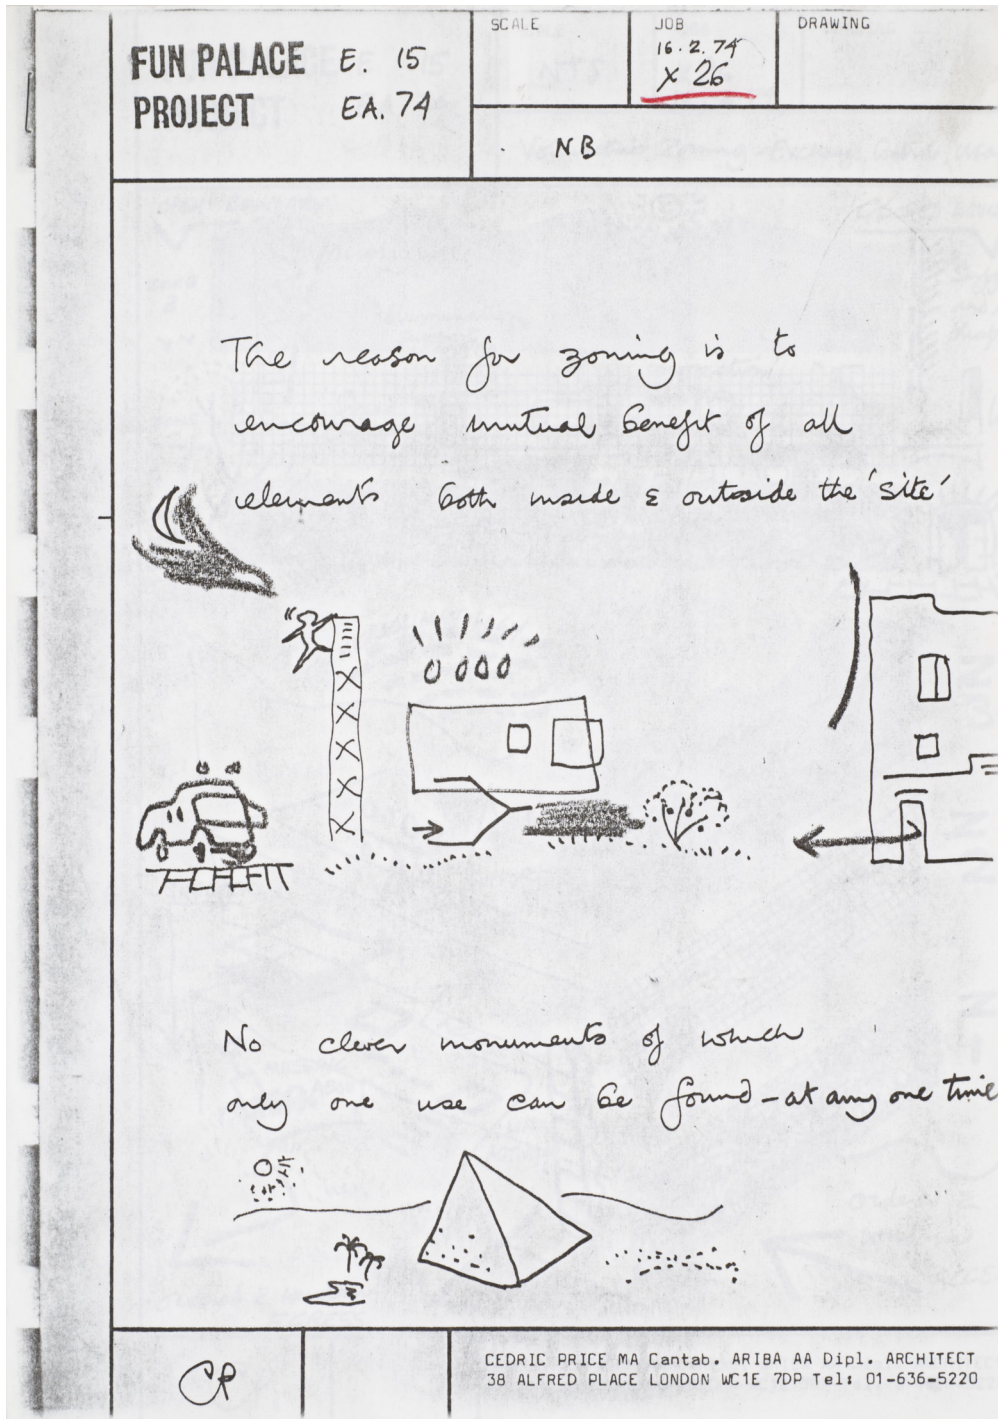 FUN PALACE E. 15
PROJECT EA. 74
SCALE
JOB
16.2.74
X 26
DRAWING
NB
The reason for zoning is to
encourage mutual benefit of all
elements both inside & outside the 'site'
No clever monuments of which
only one use can be found – at any one time
CP
CEDRIC PRICE MA Cantab. ARIBA AA Dipl. ARCHITECT
38 ALFRED PLACE LONDON WC1E 7DP Tel: 01-636-5220